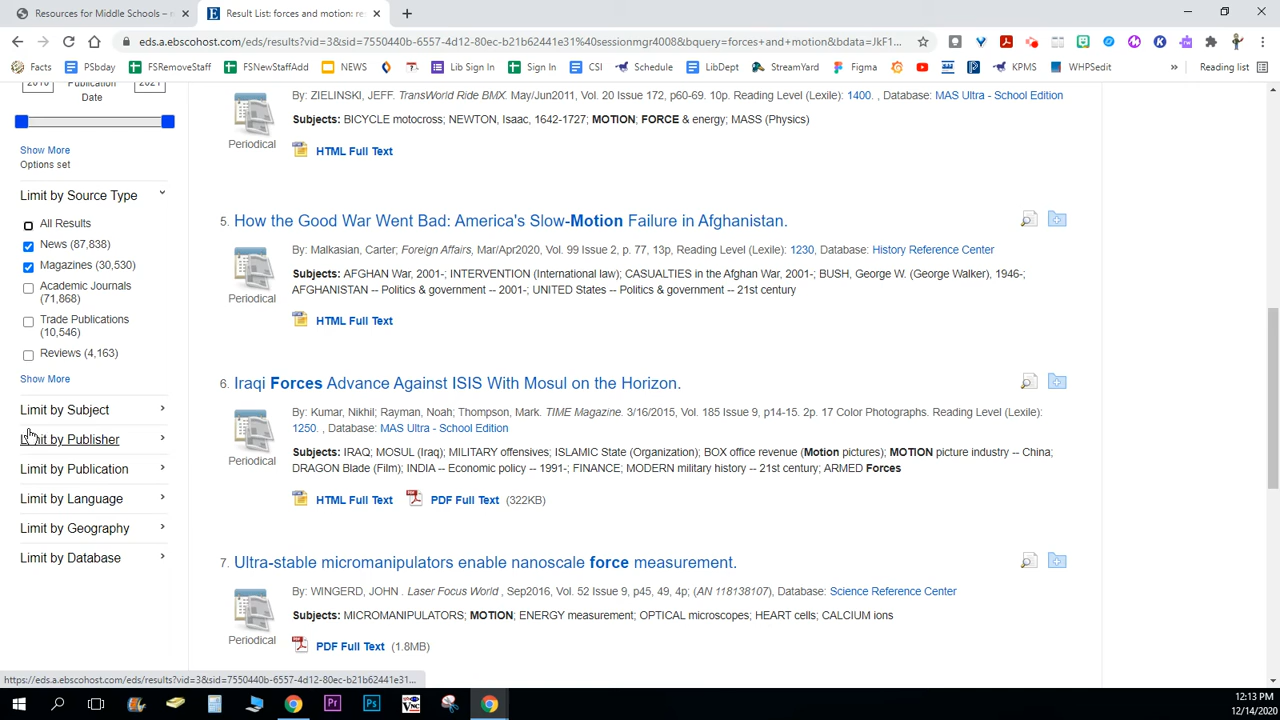 Resources for Middle Schools –
Result List: forces and motion: re
eds.a.ebscohost.com/eds/results?vid=3&sid=7550440b-6557-4d12-80ec-b21b62441e31%40sessionmgr4008&bquery=forces+and+motion&bdata=JkF1...
Facts PSbday FSRemoveStaff FSNewStaffAdd NEWS Lib Sign In Sign In CSI Schedule LibDept StreamYard Figma KPMS WHPSedit » Reading list
Publication
Date
Show More
Options set
Limit by Source Type
All Results
News (87,838)
Magazines (30,530)
Academic Journals
(71,868)
Trade Publications
(10,546)
Reviews (4,163)
Show More
Limit by Subject
Limit by Publisher
Limit by Publication
Limit by Language
Limit by Geography
Limit by Database
By: ZIELINSKI, JEFF. TransWorld Ride BMX. May/Jun2011, Vol. 20 Issue 172, p60-69. 10p. Reading Level (Lexile): 1400. , Database: MAS Ultra - School Edition
Subjects: BICYCLE motocross; NEWTON, Isaac, 1642-1727; MOTION; FORCE & energy; MASS (Physics)
Periodical
HTML Full Text
5. How the Good War Went Bad: America's Slow-Motion Failure in Afghanistan.
By: Malkasian, Carter; Foreign Affairs, Mar/Apr2020, Vol. 99 Issue 2, p. 77, 13p, Reading Level (Lexile): 1230, Database: History Reference Center
Subjects: AFGHAN War, 2001-; INTERVENTION (International law); CASUALTIES in the Afghan War, 2001-; BUSH, George W. (George Walker), 1946-;
AFGHANISTAN -- Politics & government -- 2001-; UNITED States -- Politics & government -- 21st century
Periodical
HTML Full Text
6. Iraqi Forces Advance Against ISIS With Mosul on the Horizon.
By: Kumar, Nikhil; Rayman, Noah; Thompson, Mark. TIME Magazine. 3/16/2015, Vol. 185 Issue 9, p14-15. 2p. 17 Color Photographs. Reading Level (Lexile):
1250. , Database: MAS Ultra - School Edition
Subjects: IRAQ; MOSUL (Iraq); MILITARY offensives; ISLAMIC State (Organization); BOX office revenue (Motion pictures); MOTION picture industry -- China;
DRAGON Blade (Film); INDIA -- Economic policy -- 1991-; FINANCE; MODERN military history -- 21st century; ARMED Forces
Periodical
HTML Full Text PDF Full Text (322KB)
7. Ultra-stable micromanipulators enable nanoscale force measurement.
By: WINGERD, JOHN . Laser Focus World , Sep2016, Vol. 52 Issue 9, p45, 49, 4p; (AN 118138107), Database: Science Reference Center
Subjects: MICROMANIPULATORS; MOTION; ENERGY measurement; OPTICAL microscopes; HEART cells; CALCIUM ions
Periodical
PDF Full Text (1.8MB)
https://eds.a.ebscohost.com/eds/results?vid=3&sid=7550440b-6557-4d12-80ec-b21b62441e31...
12:13 PM
12/14/2020